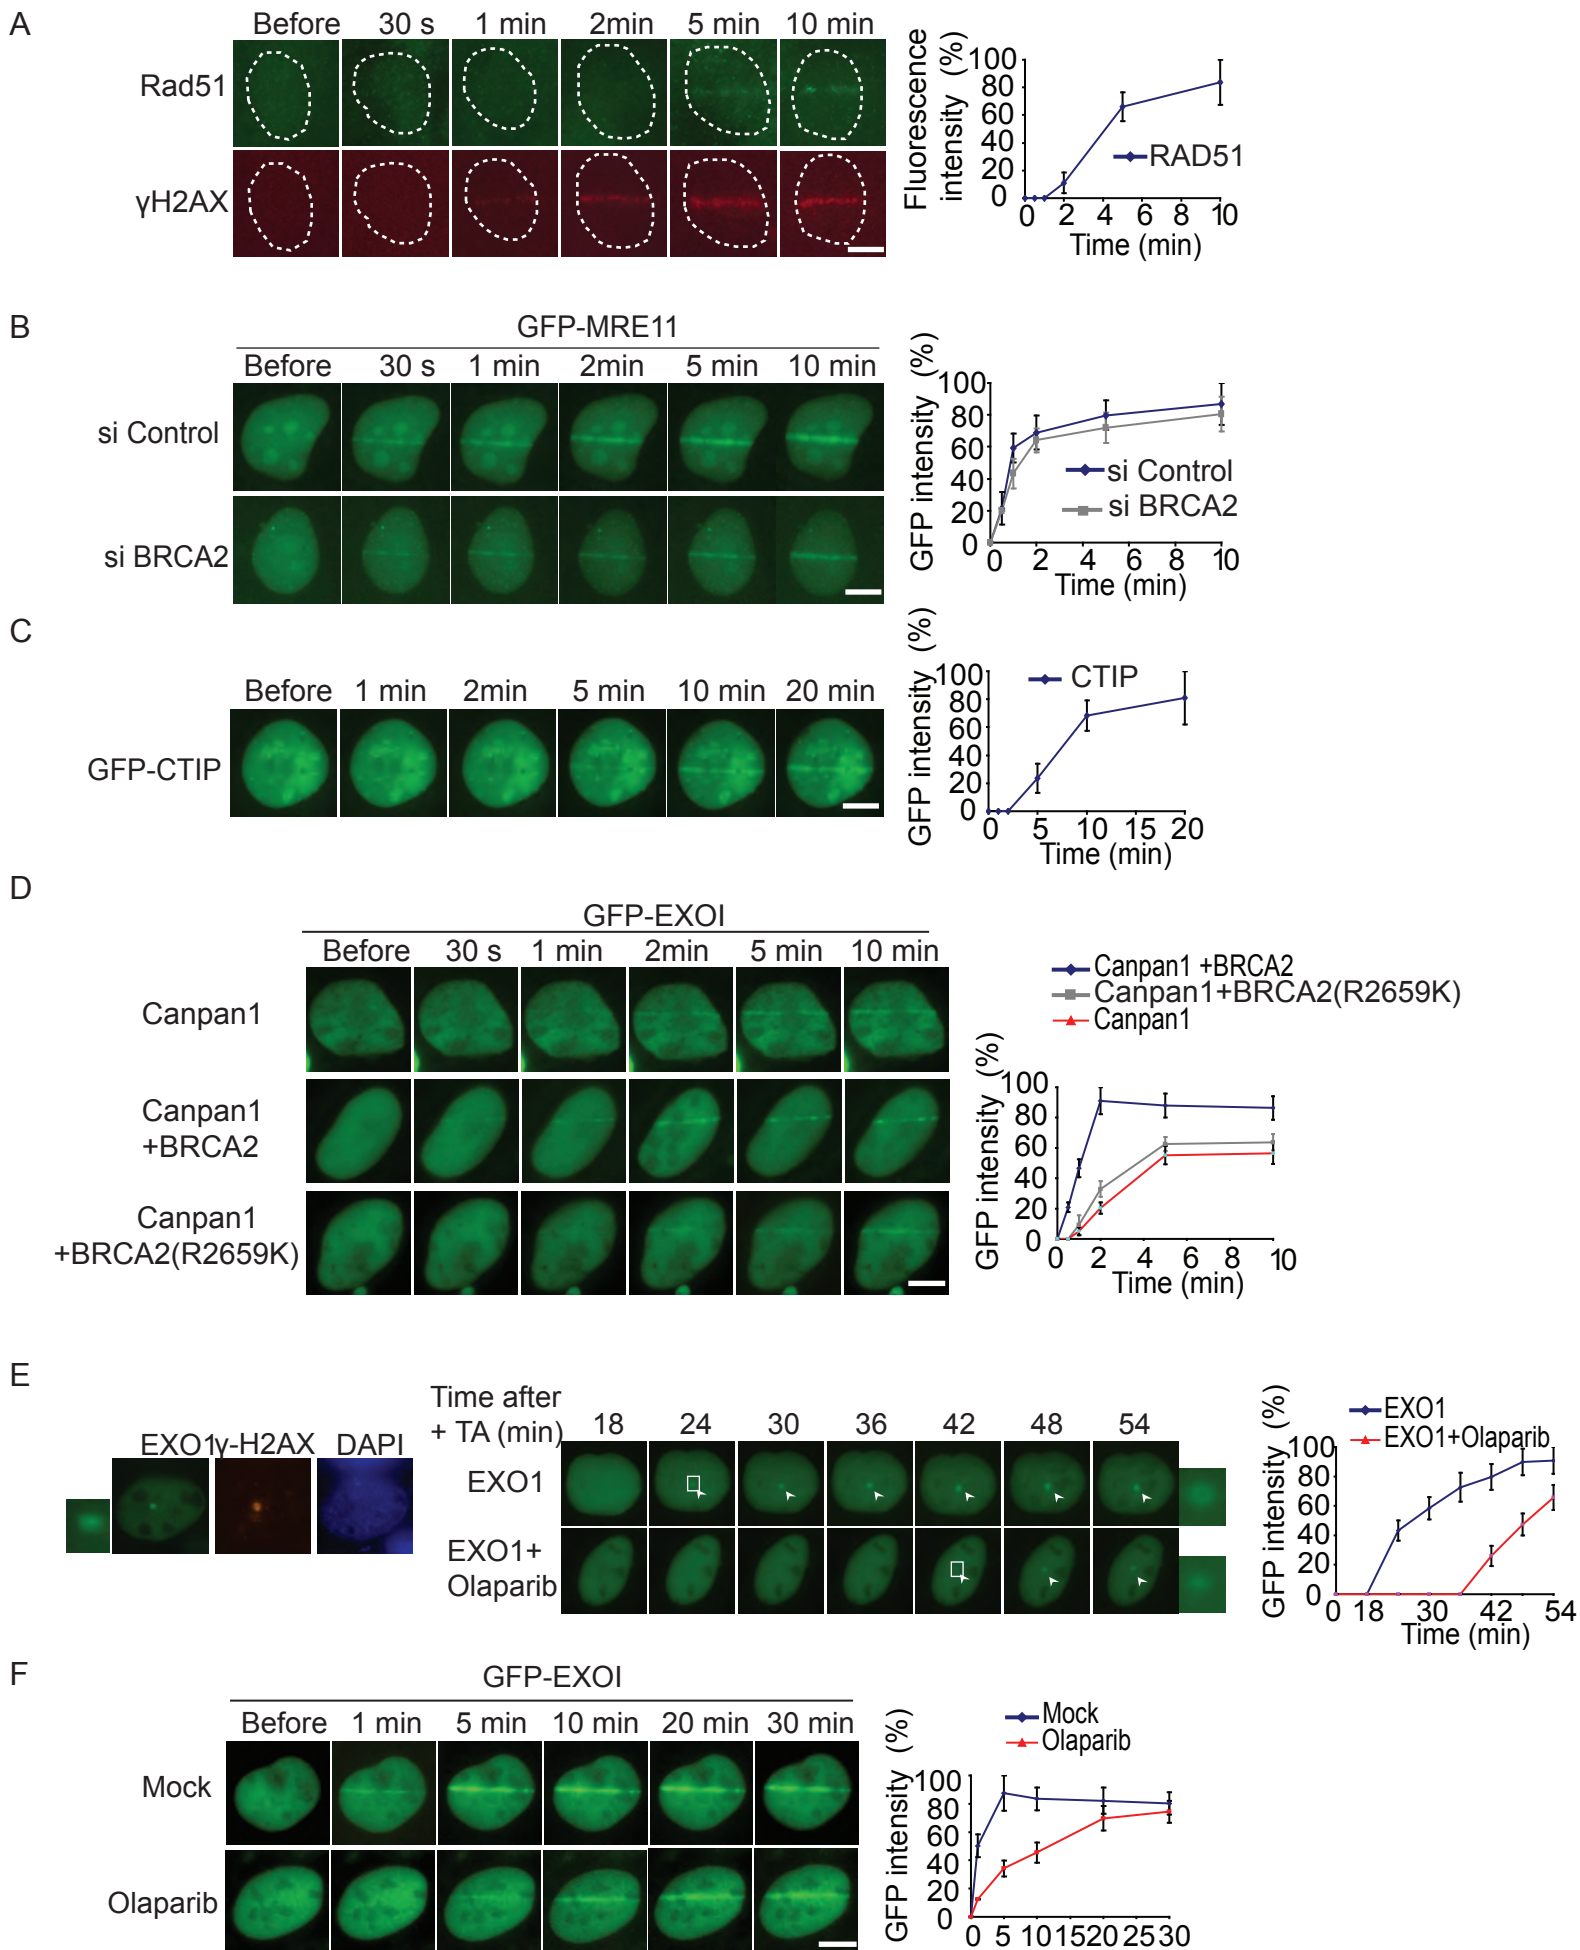 A
Before 30 s 1 min 2min 5 min 10 min
Rad51
γH2AX
Fluorescence
intensity (%)
100
80
60
40
20
0
RAD51
0 2 4 6 8 10
Time (min)
B
GFP-MRE11
Before 30 s 1 min 2min 5 min 10 min
si Control
si BRCA2
GFP intensity (%)
100
80
60
40
20
0
si Control
si BRCA2
0 2 4 6 8 10
Time (min)
C
Before 1 min 2min 5 min 10 min 20 min
GFP-CTIP
GFP intensity (%)
100
80
60
40
20
0
CTIP
0 5 10 15 20
Time (min)
D
GFP-EXOI
Before 30 s 1 min 2min 5 min 10 min
Canpan1
Canpan1
+BRCA2
Canpan1
+BRCA2(R2659K)
Canpan1 +BRCA2
Canpan1+BRCA2(R2659K)
Canpan1
GFP intensity (%)
100
80
60
40
20
0
0 2 4 6 8 10
Time (min)
E
EXO1 γ-H2AX DAPI
Time after
+ TA (min)
18 24 30 36 42 48 54
EXO1
EXO1+
Olaparib
EXO1
EXO1+Olaparib
GFP intensity (%)
100
80
60
40
20
0
0 18 30 42 54
Time (min)
F
GFP-EXOI
Before 1 min 5 min 10 min 20 min 30 min
Mock
Olaparib
Mock
Olaparib
GFP intensity (%)
100
80
60
40
20
0
0 5 10 15 20 25 30